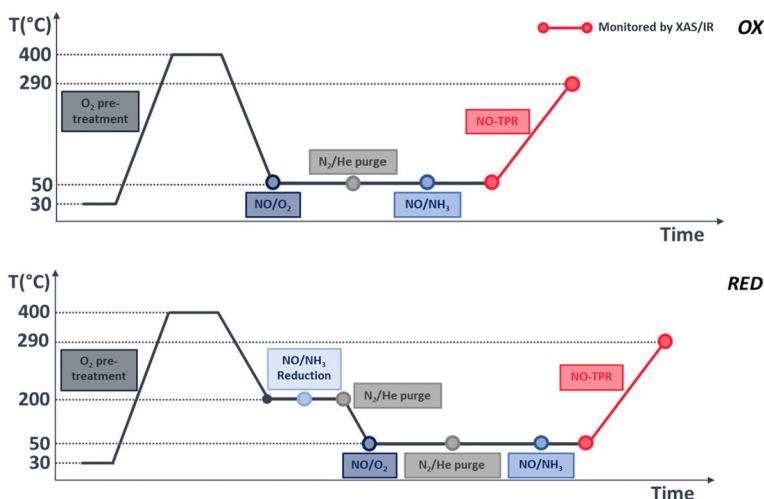 T(°C)
Monitored by XAS/IR
OX
400
290
O₂ pre-
treatment
NO-TPR
N₂/He purge
50
30
NO/O₂
NO/NH₃
Time
T(°C)
RED
400
290
O₂ pre-
treatment
NO/NH₃
Reduction
NO-TPR
200
N₂/He purge
50
30
NO/O₂
N₂/He purge
NO/NH₃
Time